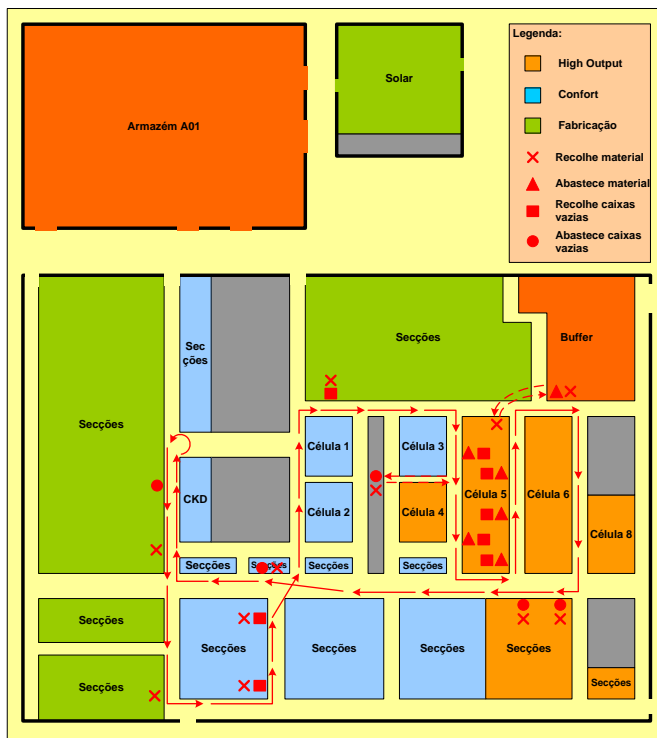 Legenda:
High Output
Confort
Fabricação
Recolhe material
Abastece material
Recolhe caixas
vazias
Abastece caixas
vazias
Armazém A01
Solar
Secções
Sec
ções
Secções
Buffer
Célula 1
Célula 3
Célula 5
Célula 6
CKD
Célula 2
Célula 4
Célula 8
Secções
Secções
Secções
Secções
Secções
Secções
Secções
Secções
Secções
Secções
Secções